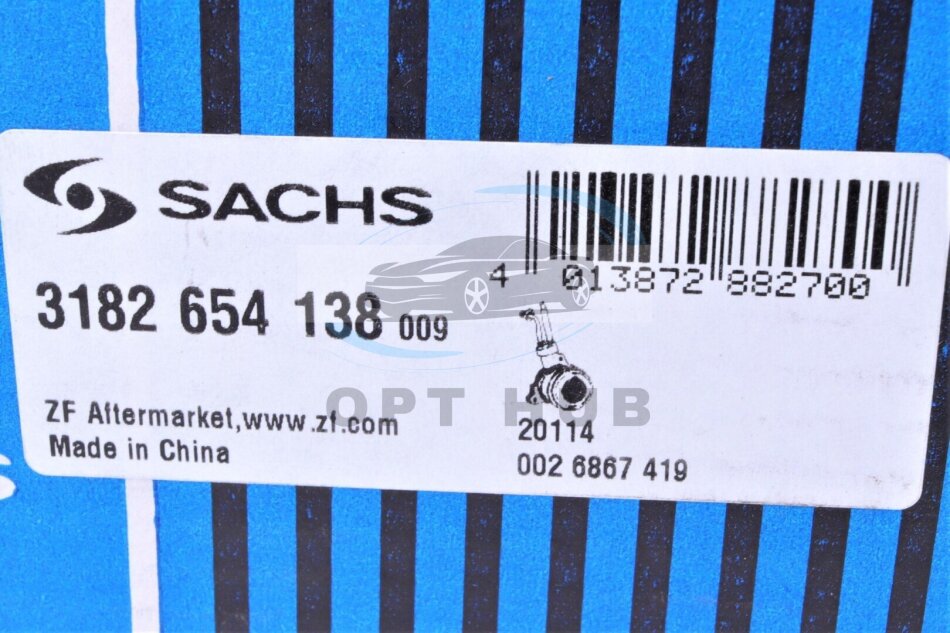 SACHS
3182 654 138 009
4 013872 882700
ZF Aftermarket,www.zf.com
Made in China
20114
002 6867 419
OPT HUB